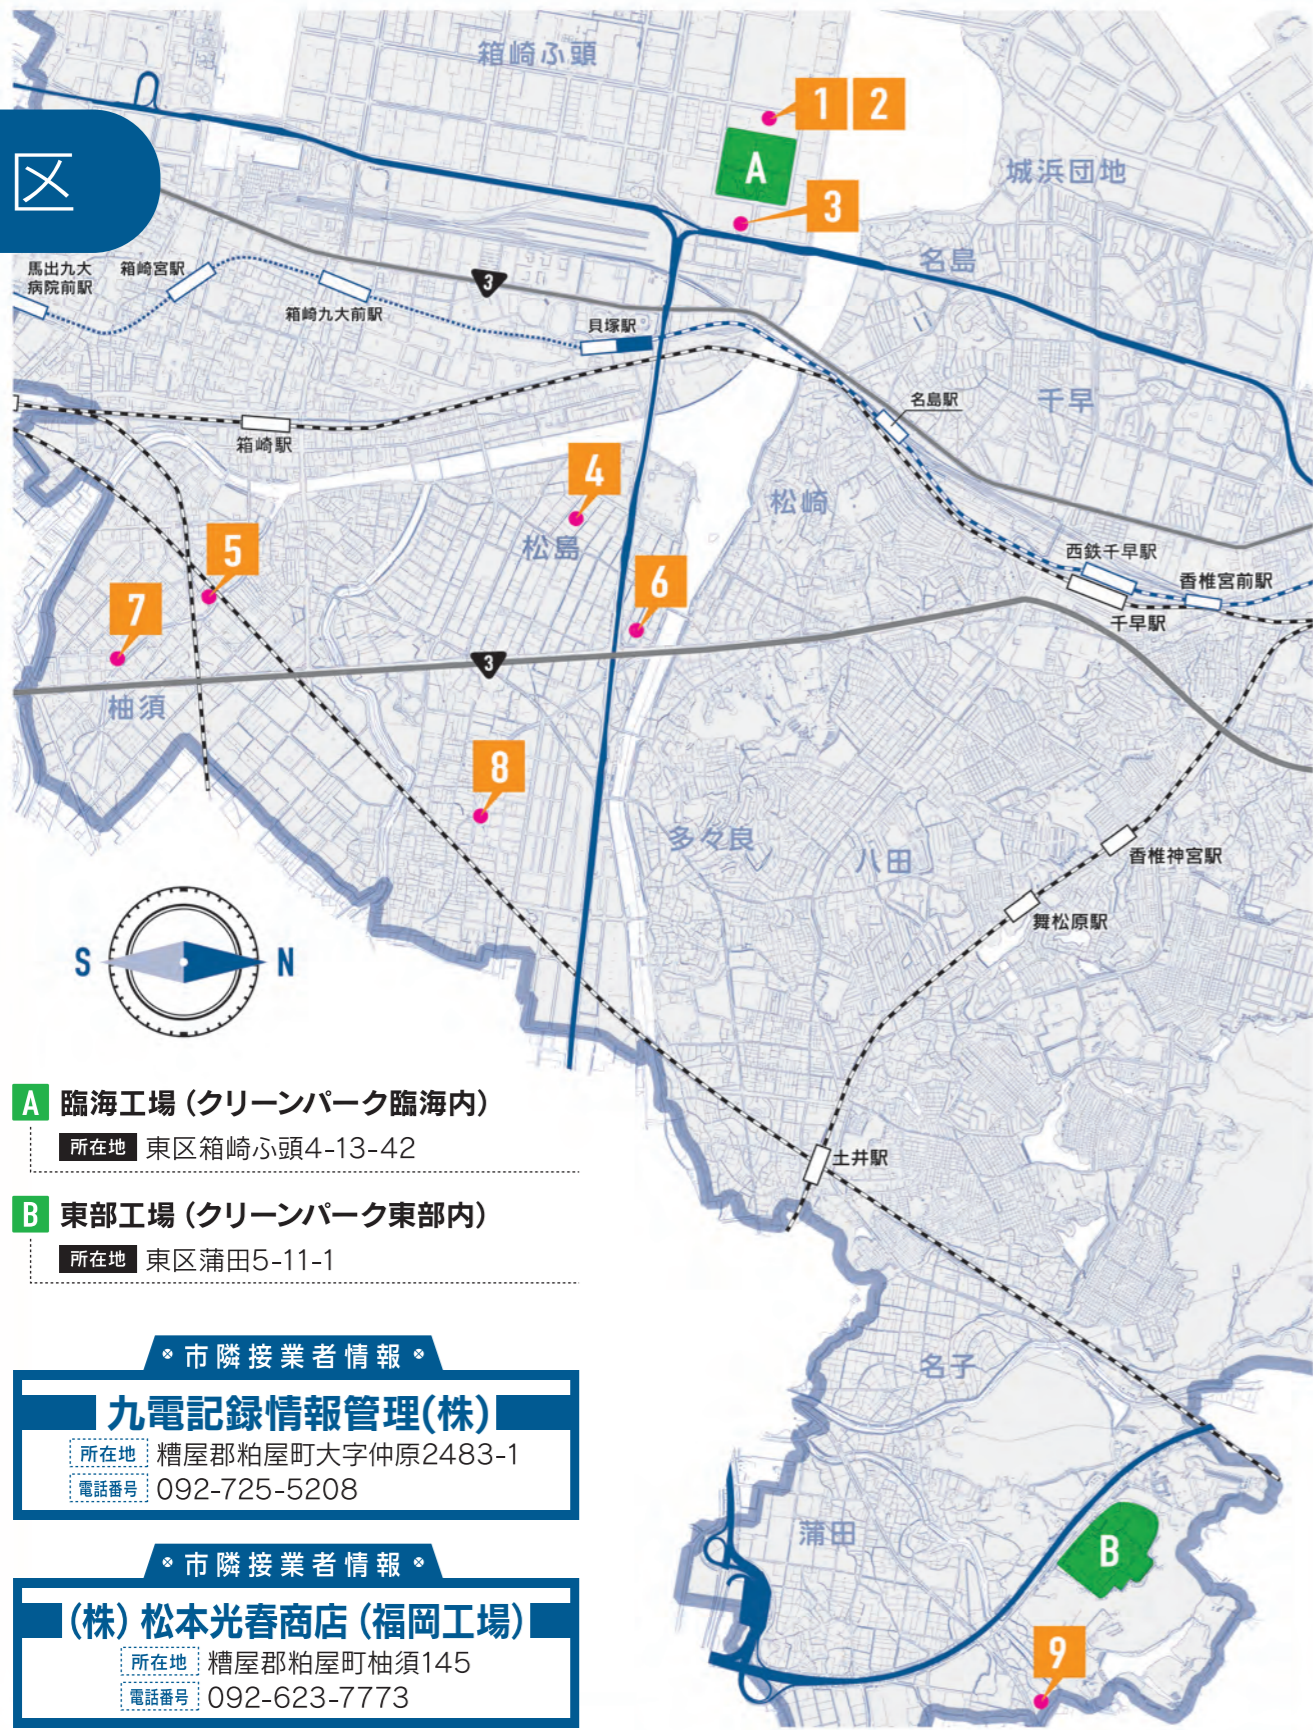 箱崎ふ頭
1 2
A
城浜団地
3
区
名島
馬出九大
病院前駅
箱崎宮駅
3
箱崎九大前駅
貝塚駅
名島駅
千早
箱崎駅
4
松崎
松島
5
西鉄千早駅
6
香椎宮前駅
7
千早駅
3
柚須
8
多々良
八田
香椎神宮駅
舞松原駅
S N
A 臨海工場（クリーンパーク臨海内）
所在地 東区箱崎ふ頭4-13-42
土井駅
B 東部工場（クリーンパーク東部内）
所在地 東区蒲田5-11-1
市隣接業者情報
名子
九電記録情報管理(株)
所在地 糟屋郡粕屋町大字仲原2483-1
電話番号 092-725-5208
蒲田
B
市隣接業者情報
(株)松本光春商店（福岡工場）
所在地 糟屋郡粕屋町柚須145
電話番号 092-623-7773
9